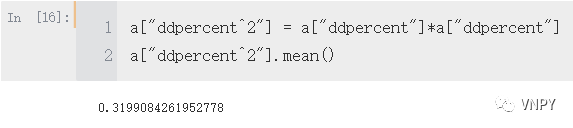 In [16]:
1 a["ddpercent^2"] = a["ddpercent"]*a["ddpercent"]
2 a["ddpercent^2"].mean()
0.3199084261952778
VNPY